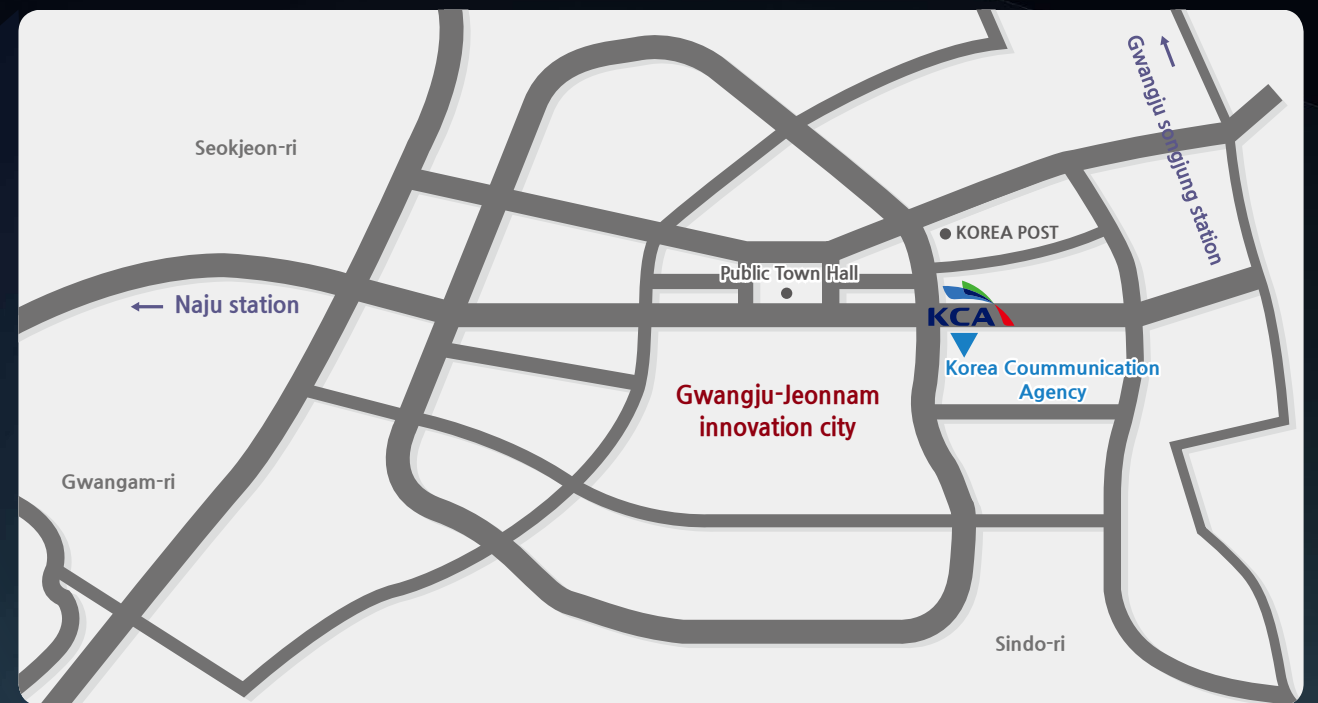 Gwangju songjung station
Seokjeon-ri
KOREA POST
Public Town Hall
Naju station
KCA
Korea Coummunication
Agency
Gwangju-Jeonnam
innovation city
Gwangam-ri
Sindo-ri